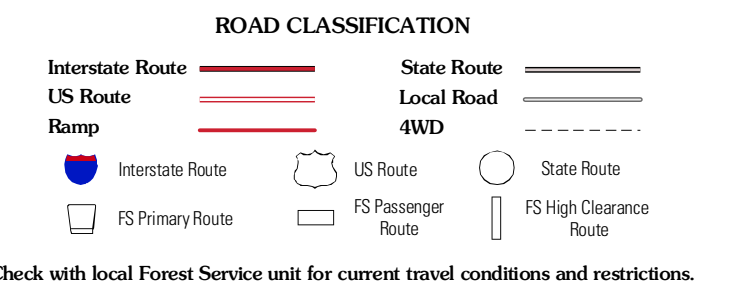 ROAD CLASSIFICATION
Interstate Route
State Route
US Route
Local Road
Ramp
4WD
Interstate Route
US Route
State Route
FS Primary Route
FS Passenger
Route
FS High Clearance
Route
Check with local Forest Service unit for current travel conditions and restrictions.